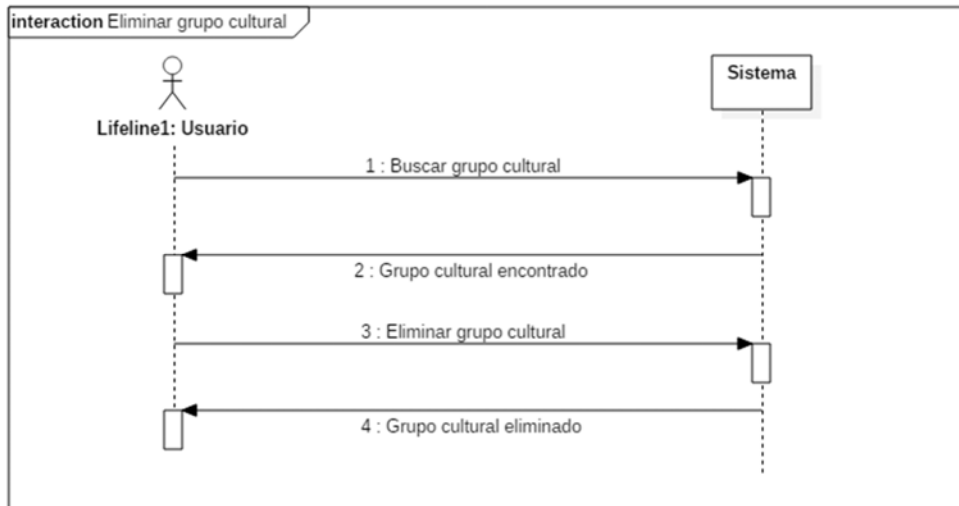 interaction Eliminar grupo cultural
Sistema
Lifeline1: Usuario
1 : Buscar grupo cultural
2 : Grupo cultural encontrado
3 : Eliminar grupo cultural
4 : Grupo cultural eliminado